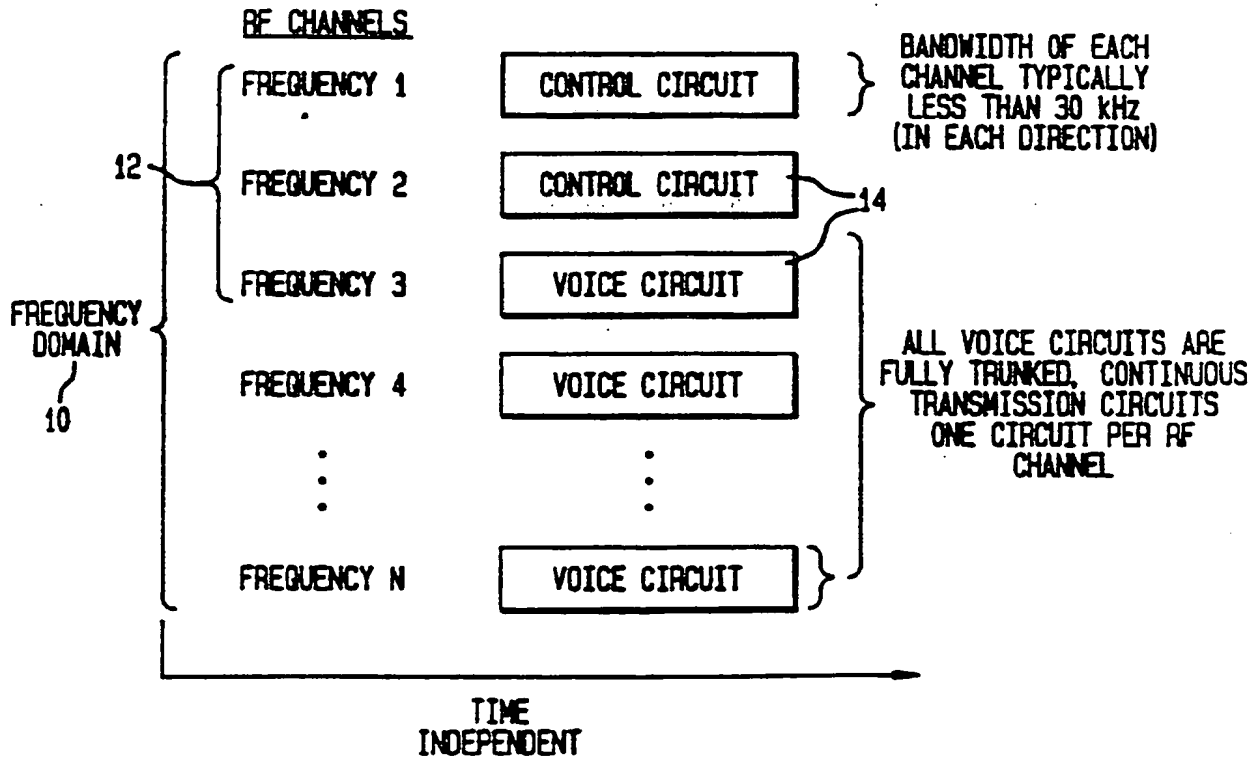 RF CHANNELS
FREQUENCY 1
CONTROL CIRCUIT
BANDWIDTH OF EACH
CHANNEL TYPICALLY
LESS THAN 30 kHz
(IN EACH DIRECTION)
12
FREQUENCY 2
CONTROL CIRCUIT
14
FREQUENCY 3
VOICE CIRCUIT
FREQUENCY
DOMAIN
10
FREQUENCY 4
VOICE CIRCUIT
ALL VOICE CIRCUITS ARE
FULLY TRUNKED, CONTINUOUS
TRANSMISSION CIRCUITS
ONE CIRCUIT PER RF
CHANNEL
FREQUENCY N
VOICE CIRCUIT
TIME
INDEPENDENT